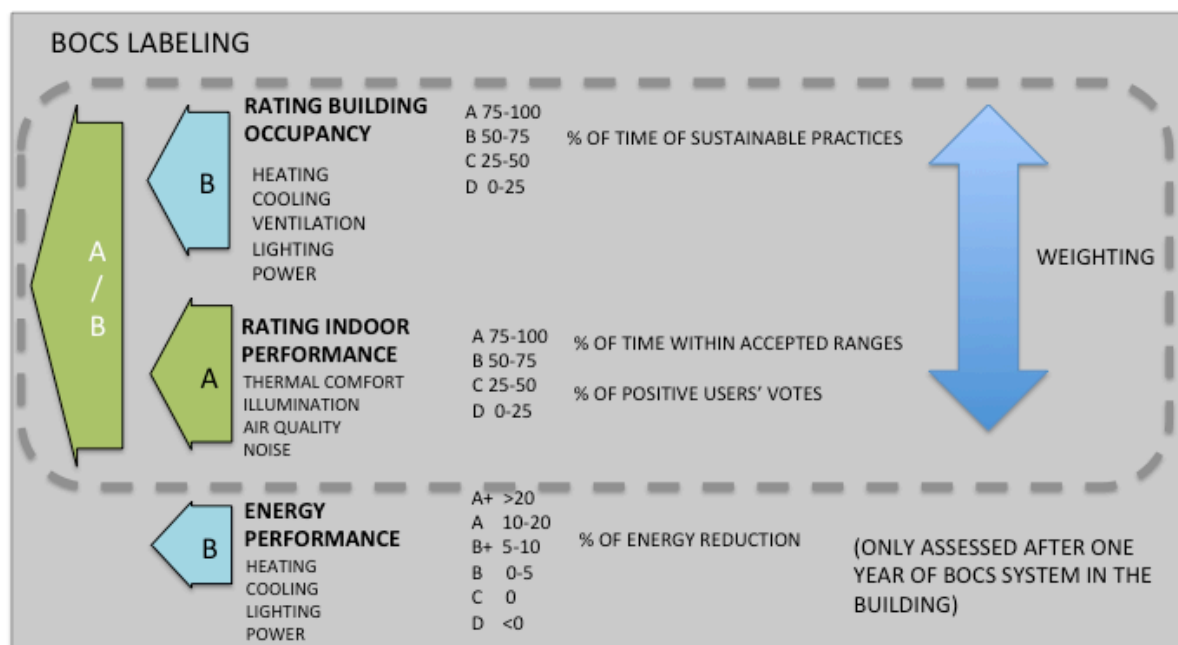 BOCS LABELING
A
/
B
B
RATING BUILDING
OCCUPANCY
HEATING
COOLING
VENTILATION
LIGHTING
POWER
A 75-100
B 50-75
C 25-50
D 0-25
% OF TIME OF SUSTAINABLE PRACTICES
WEIGHTING
A
RATING INDOOR
PERFORMANCE
THERMAL COMFORT
ILLUMINATION
AIR QUALITY
NOISE
A 75-100
B 50-75
C 25-50
D 0-25
% OF TIME WITHIN ACCEPTED RANGES
% OF POSITIVE USERS’ VOTES
B
ENERGY
PERFORMANCE
HEATING
COOLING
LIGHTING
POWER
A+ >20
A 10-20
B+ 5-10
B 0-5
C 0
D <0
% OF ENERGY REDUCTION
(ONLY ASSESSED AFTER ONE
YEAR OF BOCS SYSTEM IN THE
BUILDING)